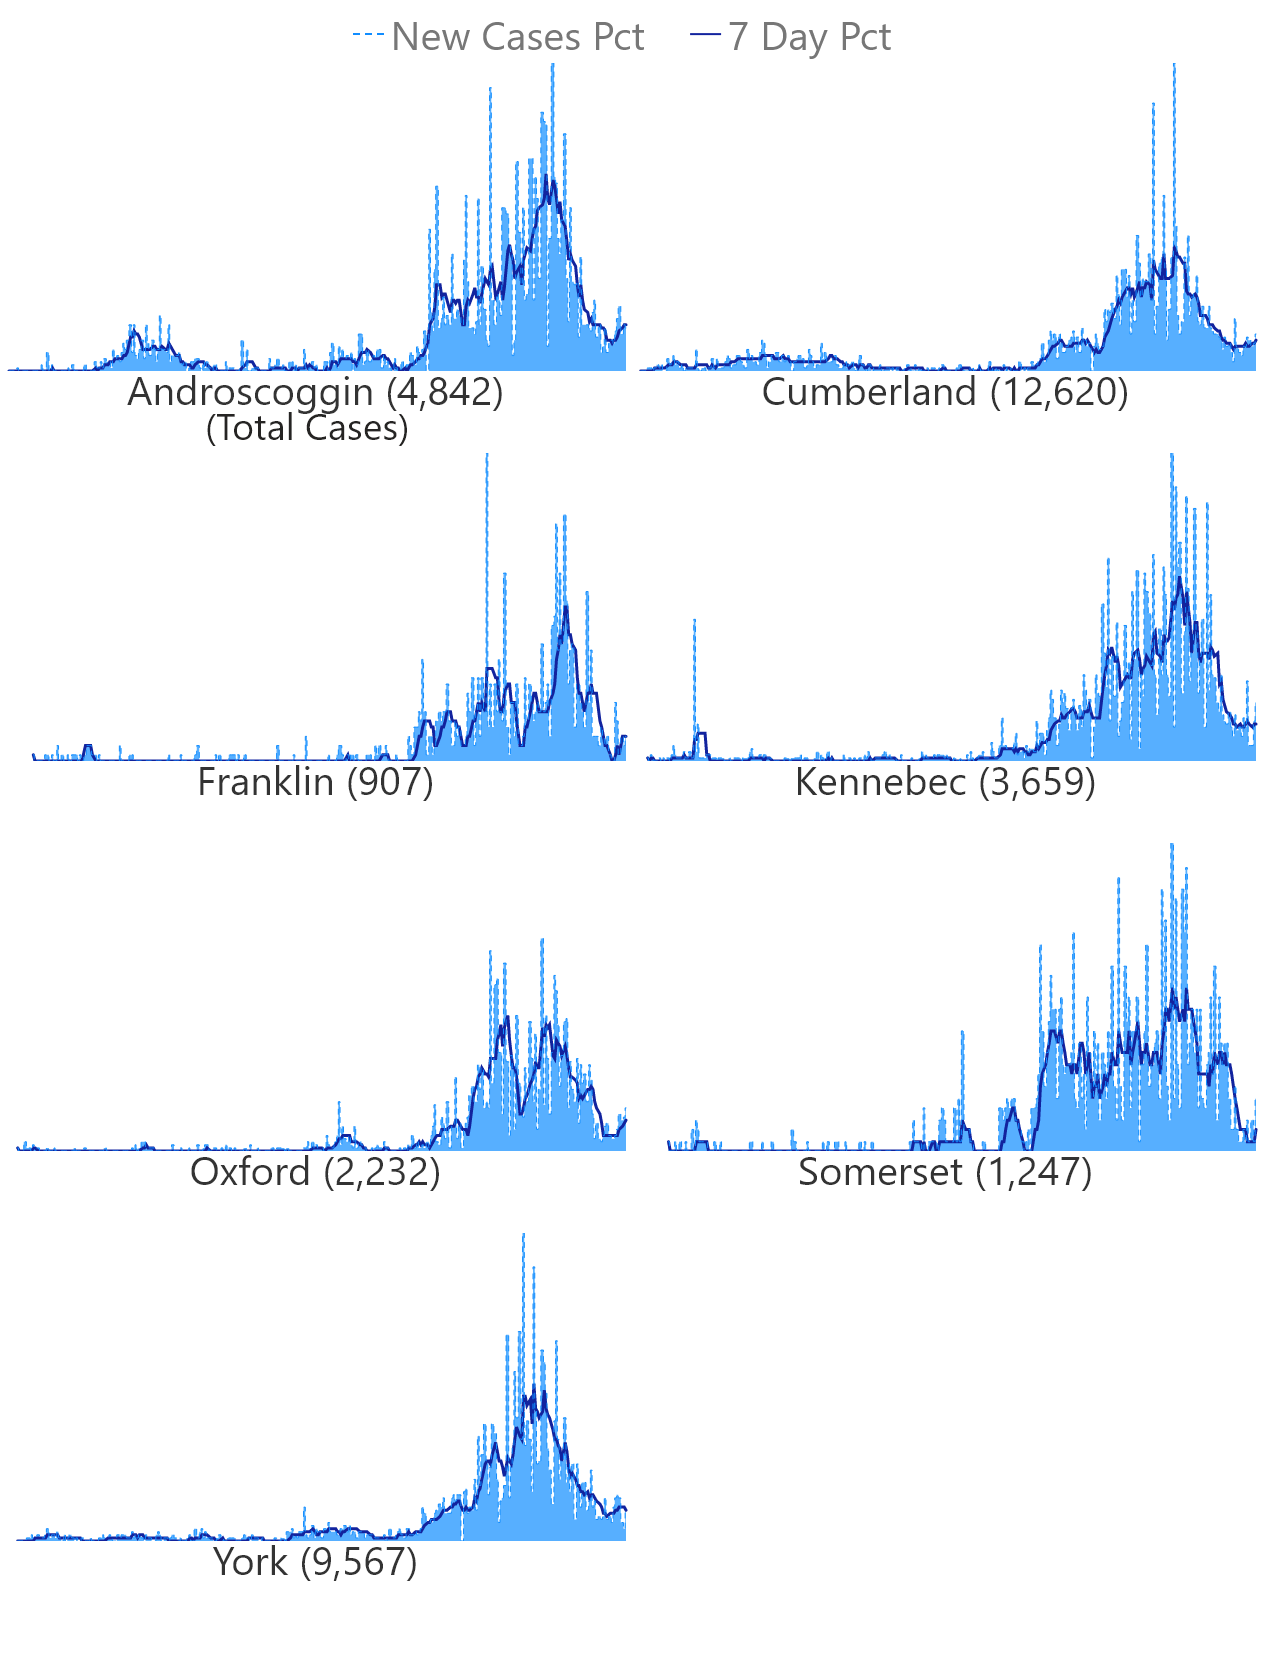 New Cases Pct 7 Day Pct
Androscoggin (4,842)
(Total Cases)
Cumberland (12,620)
Franklin (907)
Kennebec (3,659)
Oxford (2,232)
Somerset (1,247)
York (9,567)